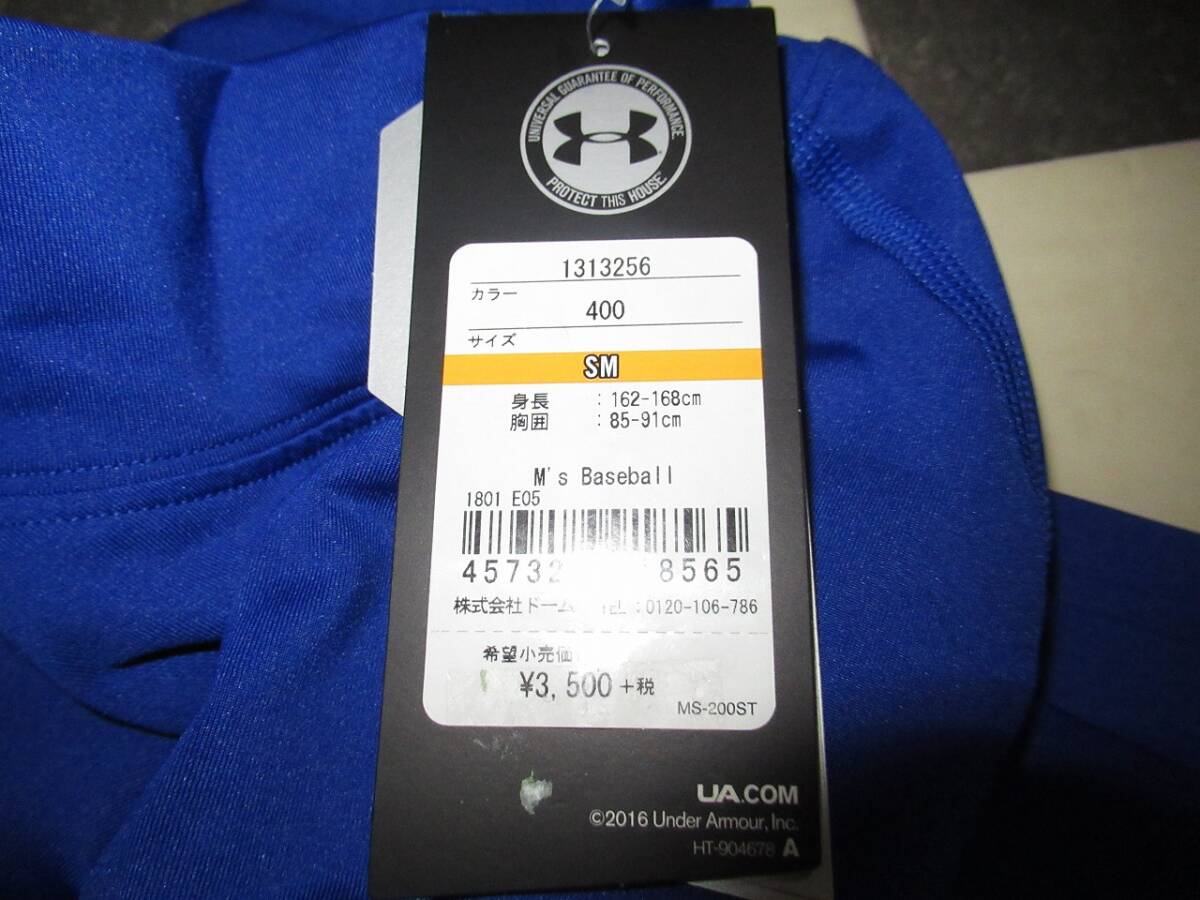 UNIVERSAL GUARANTEE OF PERFORMANCE
PROTECT THIS HOUSE
1313256
カラー
400
サイズ
SM
身長 : 162-168cm
胸囲 : 85-91cm
M's Baseball
1801 E05
45732 8565
株式会社ドーム :0120-106-786
希望小売価
¥3,500 +税
MS-200ST
UA.COM
©2016 Under Armour, Inc.
HT-904678 A